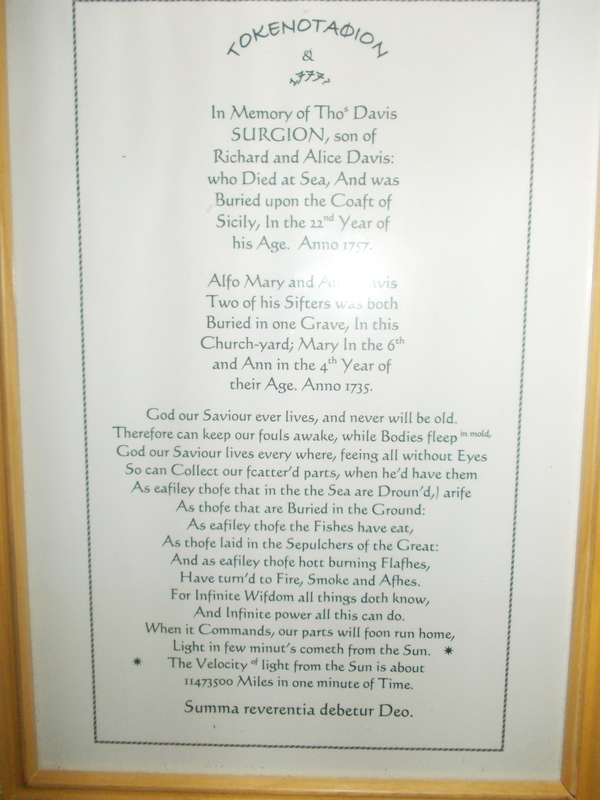 ΤΟΚΕΝΟΤΑΦΙΟΝ
&
In Memory of Thoˢ Davis
SURGION, son of
Richard and Alice Davis:
who Died at Sea, And was
Buried upon the Coaft of
Sicily, In the 22ⁿᵈ Year of
his Age. Anno 1757.
Alfo Mary and Davis
Two of his Sifters was both
Buried in one Grave, In this
Church-yard; Mary In the 6ᵗʰ
and Ann in the 4ᵗʰ Year of
their Age. Anno 1735.
God our Saviour ever lives, and never will be old.
Therefore can keep our fouls awake, while Bodies fleep in mold,
God our Saviour lives every where, feeing all without Eyes
So can Collect our fcatter'd parts, when he'd have them
As eafiley thofe that in the the Sea are Droun'd,) arife
As thofe that are Buried in the Ground:
As eafiley thofe the Fishes have eat,
As thofe laid in the Sepulchers of the Great:
And as eafiley thofe hott burning Flafhes,
Have turn'd to Fire, Smoke and Afhes.
For Infinite Wifdom all things doth know,
And Infinite power all this can do.
When it Commands, our parts will foon run home,
Light in few minut's cometh from the Sun. *
* The Velocity of light from the Sun is about
11473500 Miles in one minute of Time.
Summa reverentia debetur Deo.